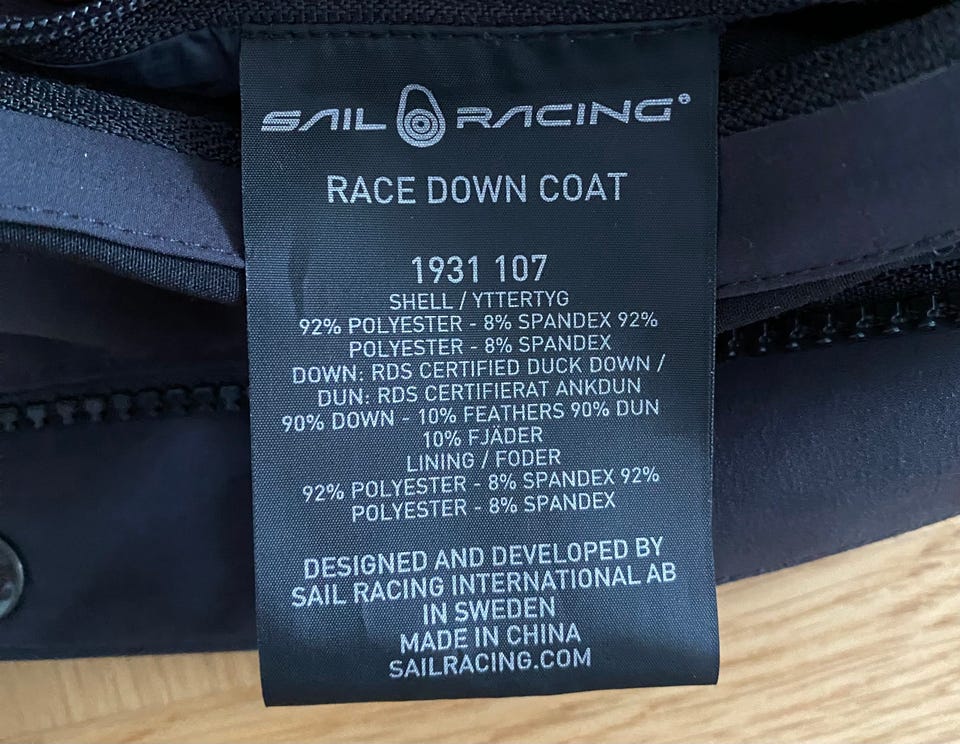 SAIL RACING®
RACE DOWN COAT
1931 107
SHELL / YTTERTYG
92% POLYESTER - 8% SPANDEX 92%
POLYESTER - 8% SPANDEX
DOWN: RDS CERTIFIED DUCK DOWN /
DUN: RDS CERTIFIERAT ANKDUN
90% DOWN - 10% FEATHERS 90% DUN
10% FJÄDER
LINING / FODER
92% POLYESTER - 8% SPANDEX 92%
POLYESTER - 8% SPANDEX
DESIGNED AND DEVELOPED BY
SAIL RACING INTERNATIONAL AB
IN SWEDEN
MADE IN CHINA
SAILRACING.COM